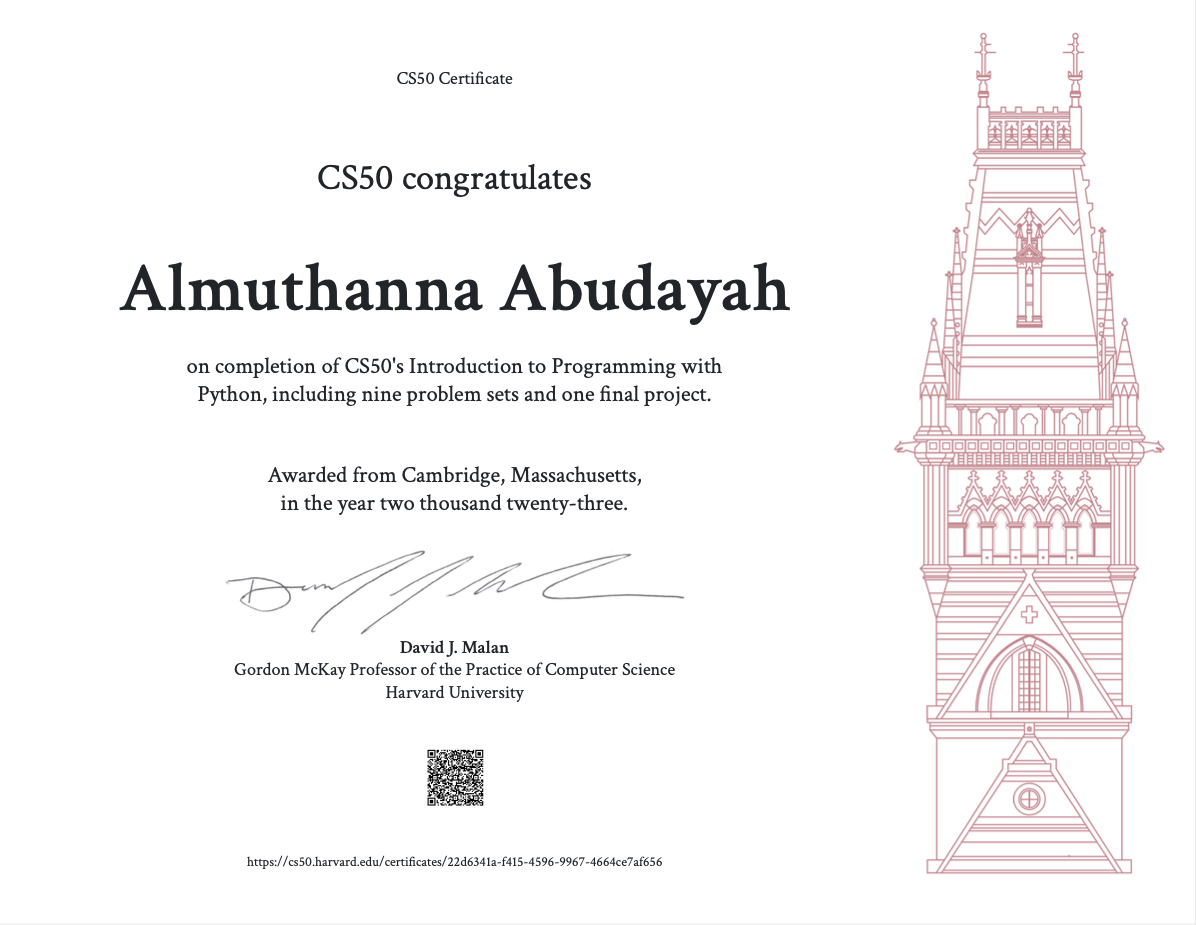 CS50 Certificate
CS50 congratulates
Almuthanna Abudayah
on completion of CS50's Introduction to Programming with
Python, including nine problem sets and one final project.
Awarded from Cambridge, Massachusetts,
in the year two thousand twenty-three.
David J. Malan
Gordon McKay Professor of the Practice of Computer Science
Harvard University
https://cs50.harvard.edu/certificates/22d6341a-f415-4596-9967-4664ce7af656